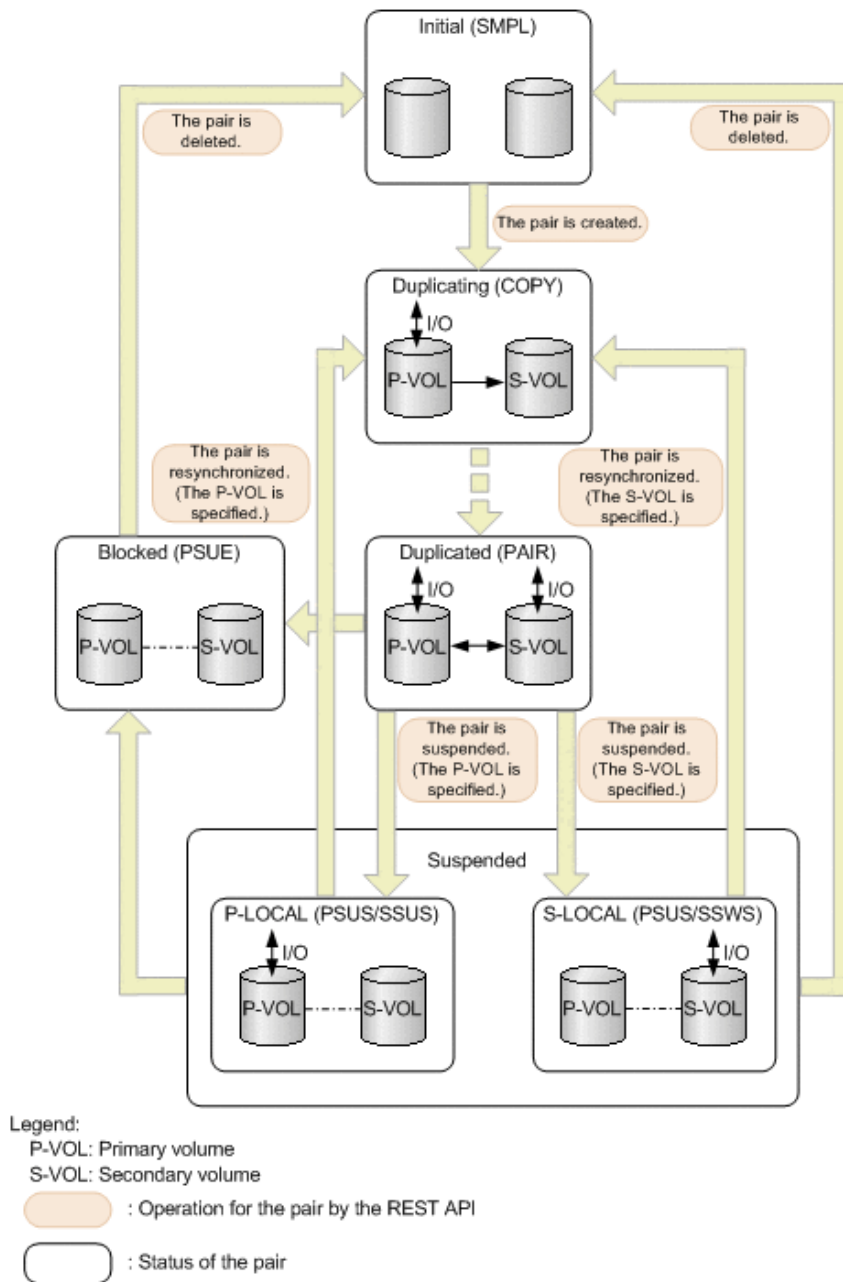 Initial (SMPL)
The pair is
deleted.
The pair is
deleted.
The pair is created.
Duplicating (COPY)
I/O
P-VOL
S-VOL
The pair is
resynchronized.
(The P-VOL is
specified.)
The pair is
resynchronized.
(The S-VOL is
specified.)
Blocked (PSUE)
P-VOL
S-VOL
Duplicated (PAIR)
I/O
I/O
P-VOL
S-VOL
The pair is
suspended.
(The P-VOL is
specified.)
The pair is
suspended.
(The S-VOL is
specified.)
Suspended
P-LOCAL (PSUS/SSUS)
I/O
P-VOL
S-VOL
S-LOCAL (PSUS/SSWS)
I/O
P-VOL
S-VOL
Legend:
P-VOL: Primary volume
S-VOL: Secondary volume
: Operation for the pair by the REST API
: Status of the pair